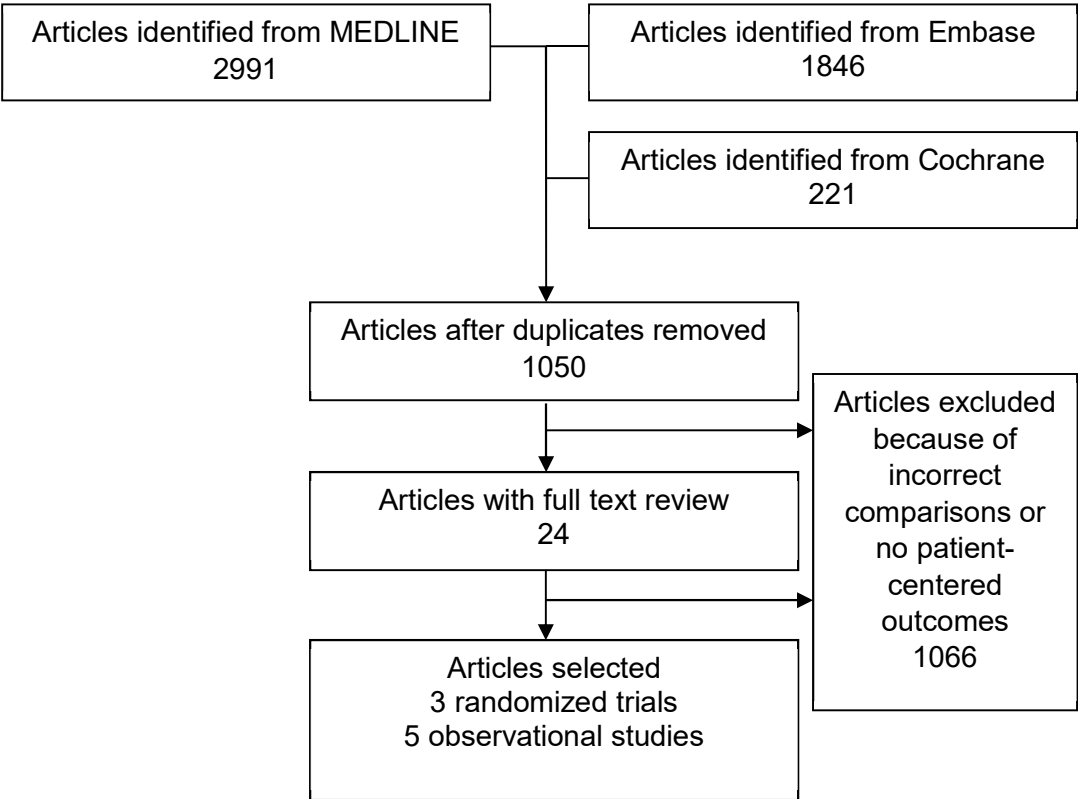 Articles identified from MEDLINE
2991
Articles identified from Embase
1846
Articles identified from Cochrane
221
Articles after duplicates removed
1050
Articles excluded
because of
incorrect
comparisons or
no patient-
centered
outcomes
1066
Articles with full text review
24
Articles selected
3 randomized trials
5 observational studies